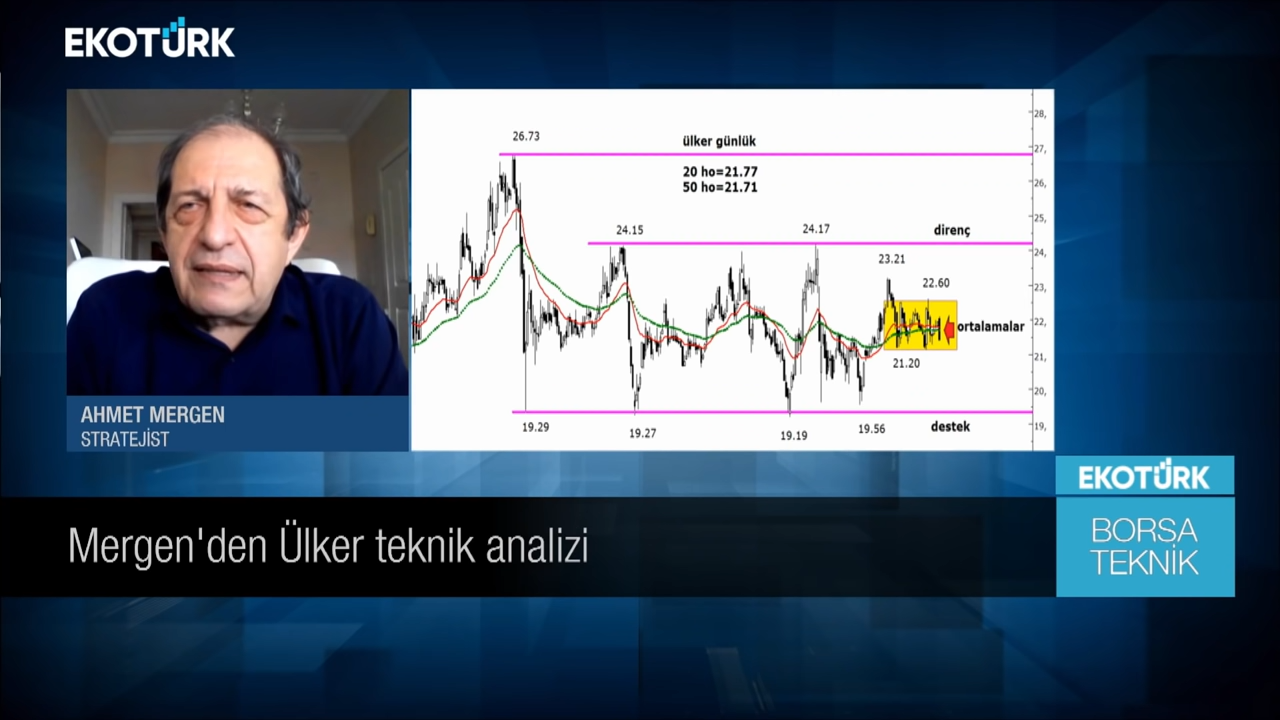 EKOTÜRK
26.73
ülker günlük
20 ho=21.77
50 ho=21.71
24.15
24.17
direnç
23.21
22.60
ortalamalar
21.20
19.29
19.27
19.19
19.56
destek
28,
27,
26,
25,
24,
23,
22,
21,
20,
19,
AHMET MERGEN
STRATEJİST
EKOTÜRK
Mergen'den Ülker teknik analizi
BORSA
TEKNİK